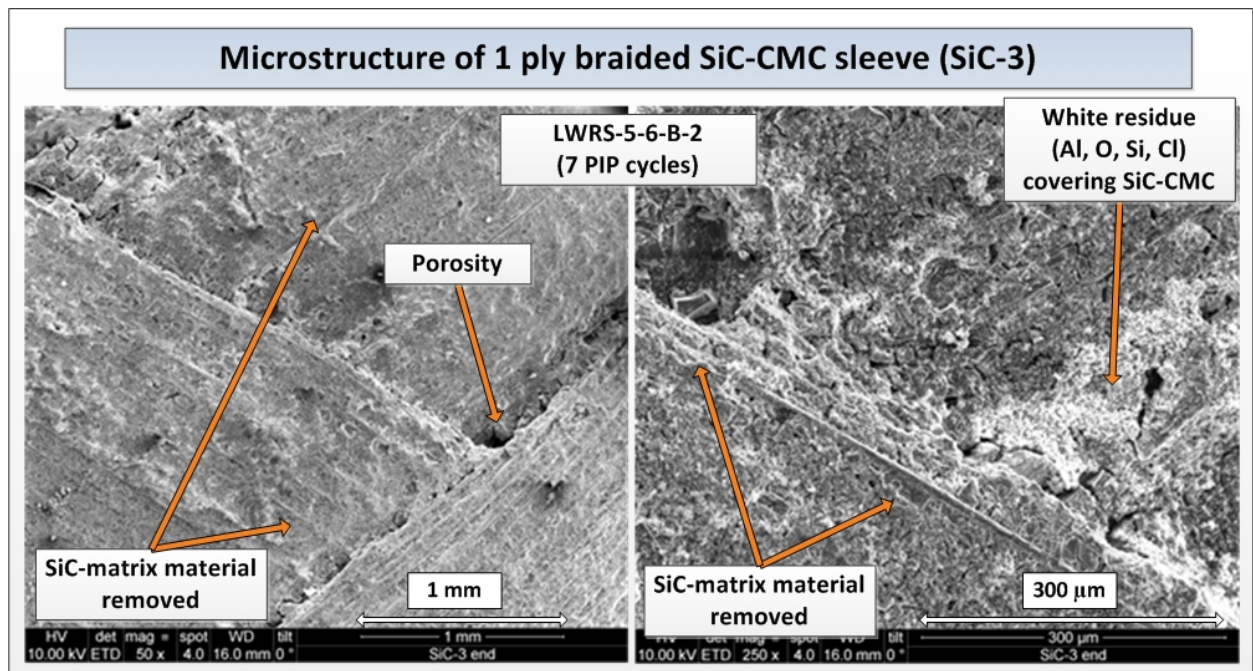 Microstructure of 1 ply braided SiC-CMC sleeve (SiC-3)
LWRS-5-6-B-2
(7 PIP cycles)
White residue
(Al, O, Si, Cl)
covering SiC-CMC
Porosity
SiC-matrix material
removed
1 mm
SiC-matrix material
removed
300 μm
HV det mag = spot WD tilt
10.00 kV ETD 50 x 4.0 16.0 mm 0 °
1 mm
SiC-3 end
HV det mag = spot WD tilt
10.00 kV ETD 250 x 4.0 16.0 mm 0 °
300 μm
SiC-3 end